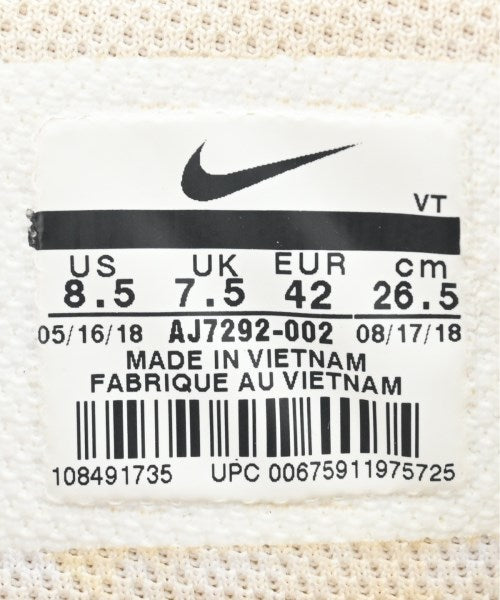 VT
US UK EUR cm
8.5 7.5 42 26.5
05/16/18 AJ7292-002 08/17/18
MADE IN VIETNAM
FABRIQUE AU VIETNAM
108491735 UPC 00675911975725